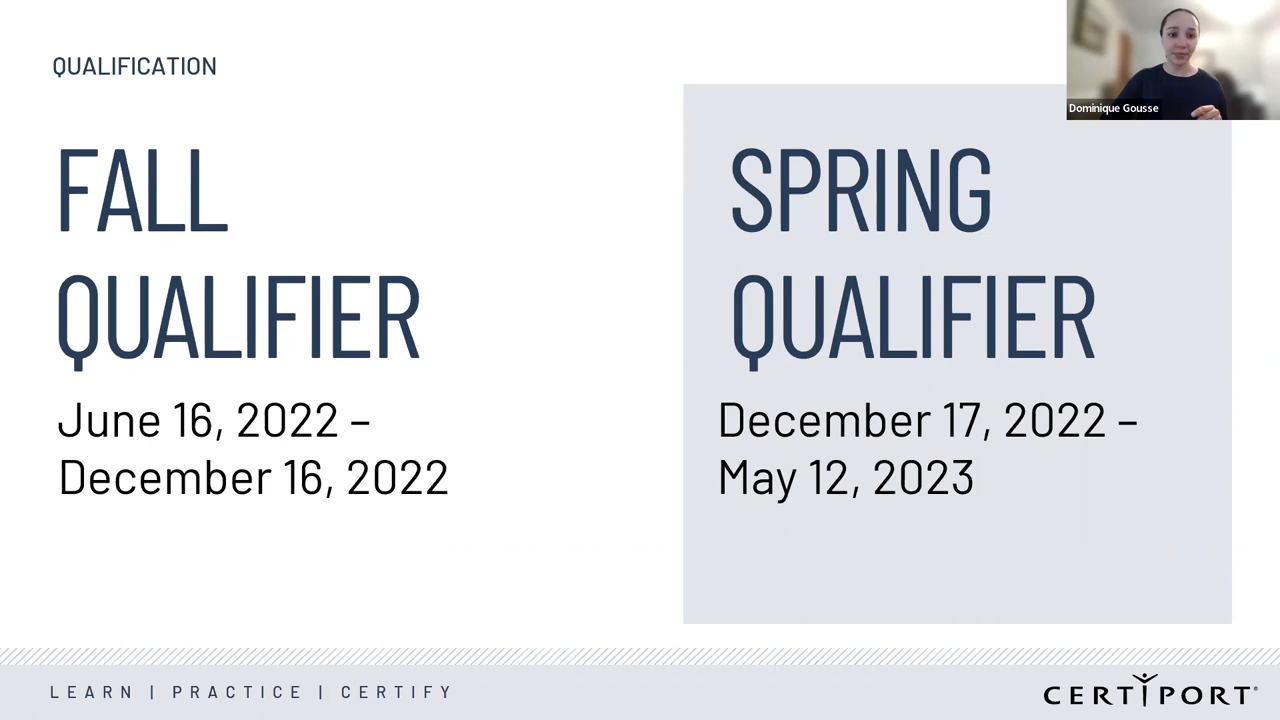 QUALIFICATION
Dominique Gousse
FALL
QUALIFIER
June 16, 2022 –
December 16, 2022
SPRING
QUALIFIER
December 17, 2022 –
May 12, 2023
LEARN | PRACTICE | CERTIFY
CERTIPORT®